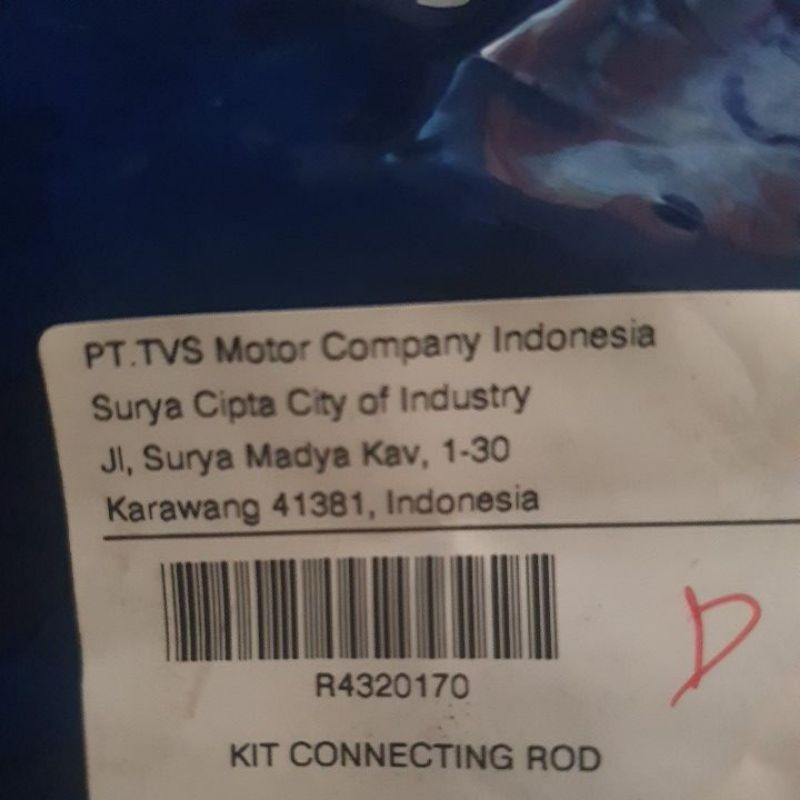 PT.TVS Motor Company Indonesia
Surya Cipta City of Industry
Jl, Surya Madya Kav, 1-30
Karawang 41381, Indonesia
R4320170
D
KIT CONNECTING ROD